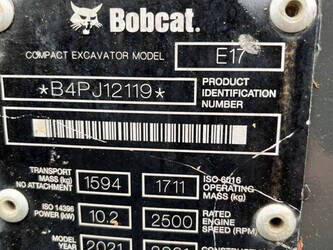 Bobcat.
COMPACT EXCAVATOR MODEL E17
*B4PJ12119* PRODUCT IDENTIFICATION NUMBER
TRANSPORT MASS (kg) NO ATTACHMENT 1594 1711 ISO 6016 OPERATING MASS (kg)
ISO 14396 POWER (kW) 10.2 2500 RATED ENGINE SPEED (RPM)
MODEL YEAR 2021